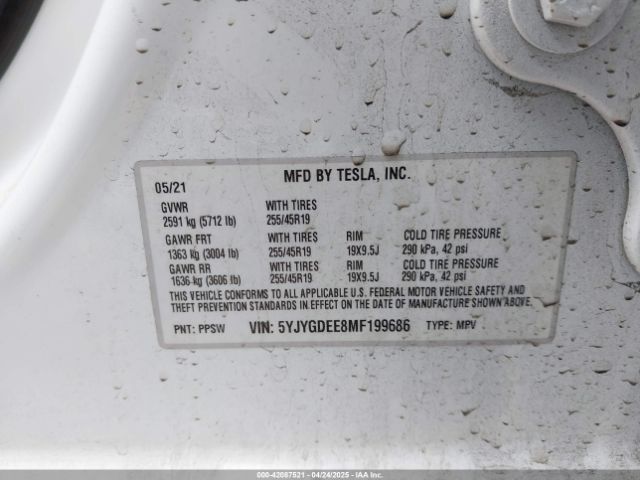 05/21 MFD BY TESLA, INC.
GVWR WITH TIRES
2591 kg (5712 lb) 255/45R19
GAWR FRT WITH TIRES RIM COLD TIRE PRESSURE
1363 kg (3004 lb) 255/45R19 19X9.5J 290 kPa, 42 psi
GAWR RR WITH TIRES RIM COLD TIRE PRESSURE
1636 kg (3606 lb) 255/45R19 19X9.5J 290 kPa, 42 psi
THIS VEHICLE CONFORMS TO ALL APPLICABLE U.S. FEDERAL MOTOR VEHICLE SAFETY AND
THEFT PREVENTION STANDARDS IN EFFECT ON THE DATE OF MANUFACTURE SHOWN ABOVE.
PNT: PPSW VIN: 5YJYGDEE8MF199686 TYPE: MPV
000-42087521 - 04/24/2025 - IAAI.COM